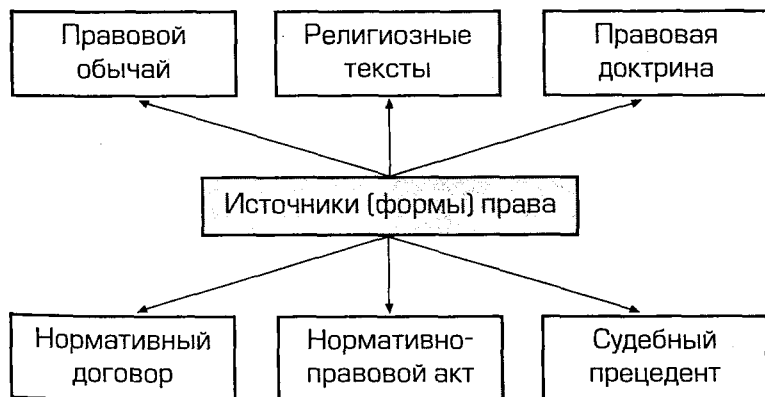 Правовой
обычай
Религиозные
тексты
Правовая
доктрина
Источники (формы) права
Нормативный
договор
Нормативно-
правовой акт
Судебный
прецедент